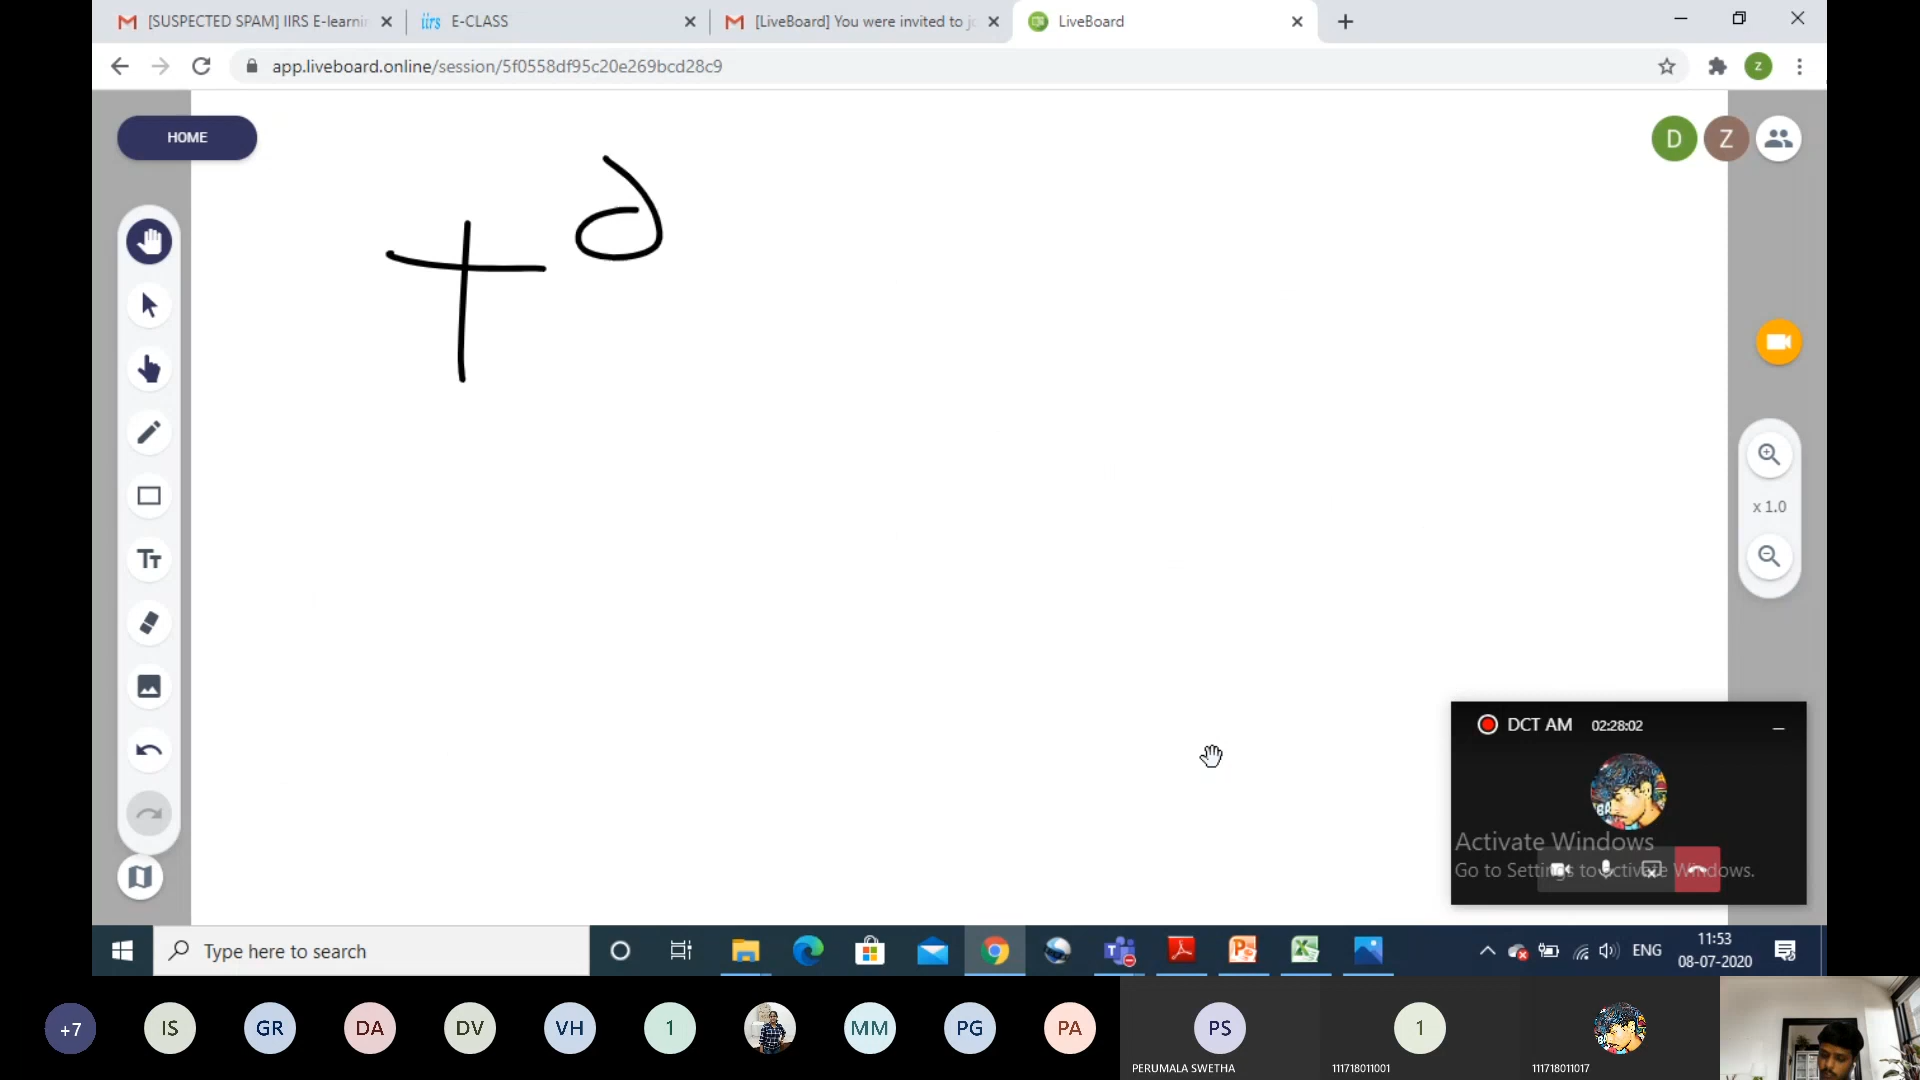 [SUSPECTED SPAM] IIRS E-learni
iirs E-CLASS
[LiveBoard] You were invited to j
LiveBoard
app.liveboard.online/session/5f0558df95c20e269bcd28c9
Z
HOME
D Z
Tт
x 1.0
DCT AM 02:28:02
Activate Windows
Go to Settings to activate Windows.
Type here to search
ENG
11:53
08-07-2020
+7 IS GR DA DV VH 1 MM PG PA PS 1
PERUMALA SWETHA 111718011001 111718011017